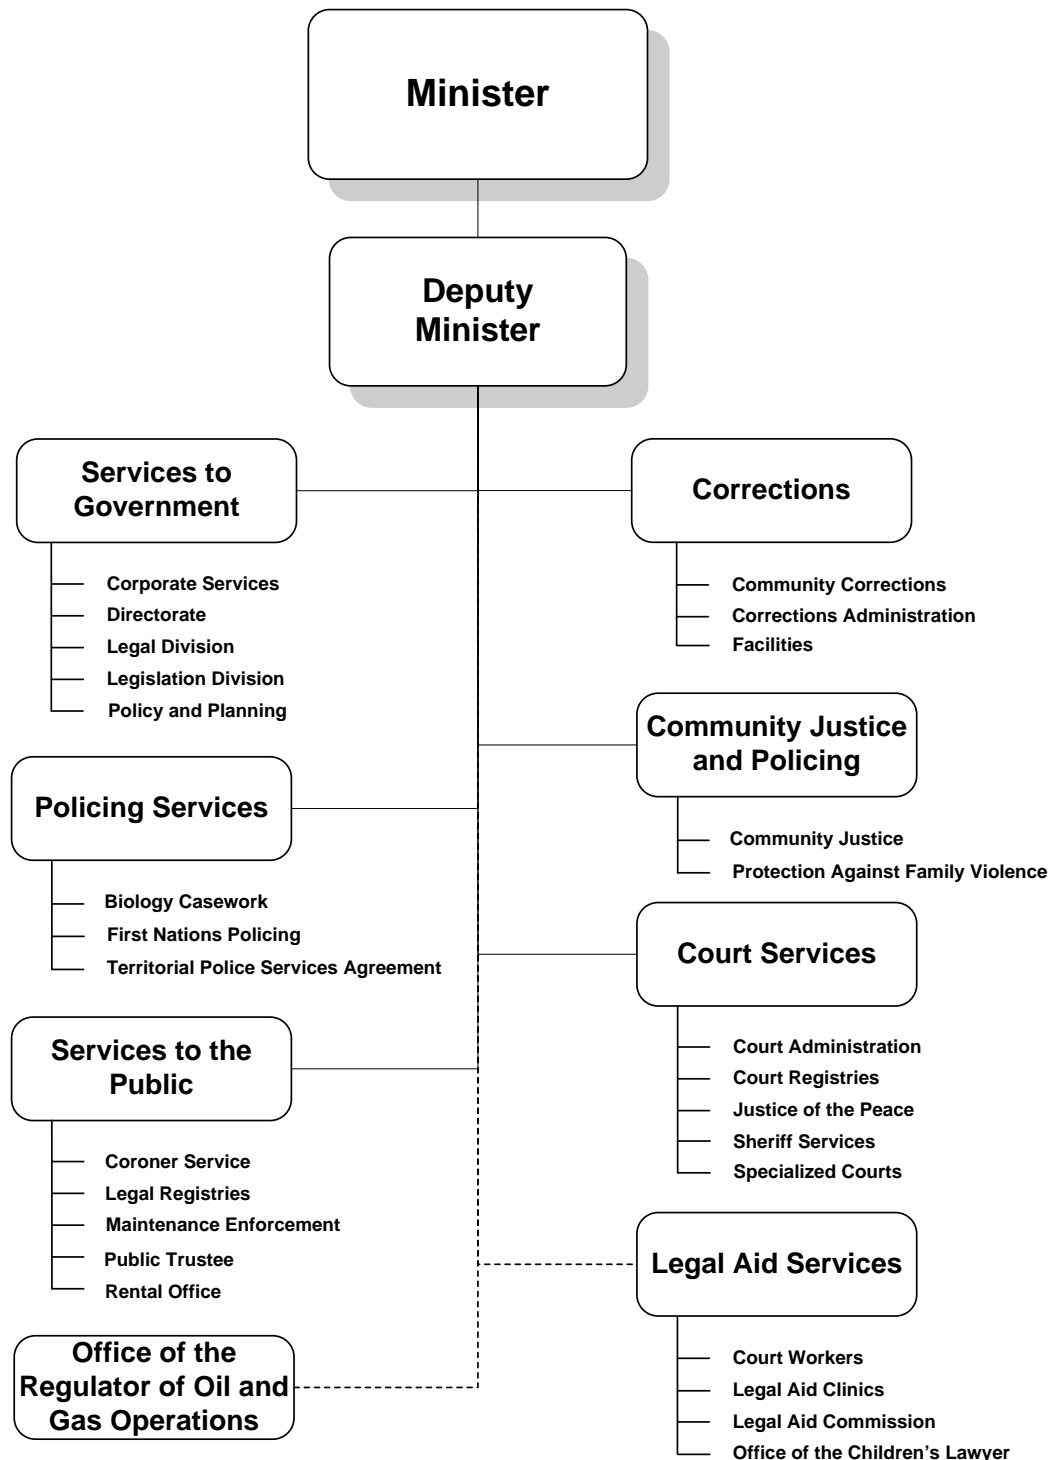 Minister
Deputy
Minister
Services to
Government
Corporate Services
Directorate
Legal Division
Legislation Division
Policy and Planning
Policing Services
Biology Casework
First Nations Policing
Territorial Police Services Agreement
Services to the
Public
Coroner Service
Legal Registries
Maintenance Enforcement
Public Trustee
Rental Office
Office of the
Regulator of Oil and
Gas Operations
Corrections
Community Corrections
Corrections Administration
Facilities
Community Justice
and Policing
Community Justice
Protection Against Family Violence
Court Services
Court Administration
Court Registries
Justice of the Peace
Sheriff Services
Specialized Courts
Legal Aid Services
Court Workers
Legal Aid Clinics
Legal Aid Commission
Office of the Children's Lawyer